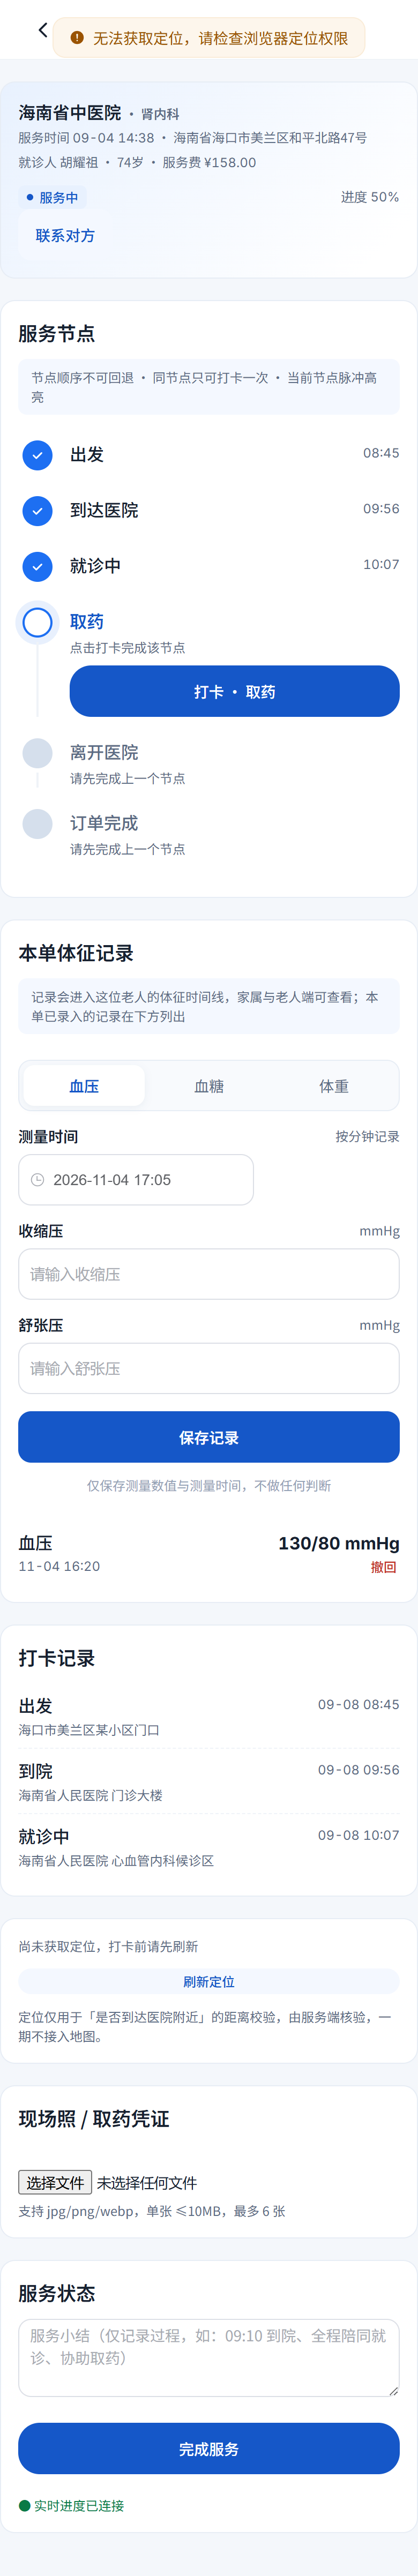 无法获取定位，请检查浏览器定位权限
海南省中医院 · 肾内科
服务时间 09-04 14:38 · 海南省海口市美兰区和平北路47号
就诊人 胡耀祖 · 74岁 · 服务费 ¥158.00
服务中
进度 50%
联系对方
服务节点
节点顺序不可回退 · 同节点只可打卡一次 · 当前节点脉冲高
亮
出发
08:45
到达医院
09:56
就诊中
10:07
取药
点击打卡完成该节点
打卡 · 取药
离开医院
请先完成上一个节点
订单完成
请先完成上一个节点
本单体征记录
记录会进入这位老人的体征时间线，家属与老人端可查看；本
单已录入的记录在下方列出
血压
血糖
体重
测量时间
按分钟记录
2026-11-04 17:05
收缩压
mmHg
请输入收缩压
舒张压
mmHg
请输入舒张压
保存记录
仅保存测量数值与测量时间，不做任何判断
血压
130/80 mmHg
11-04 16:20
撤回
打卡记录
出发
09-08 08:45
海口市美兰区某小区门口
到院
09-08 09:56
海南省人民医院 门诊大楼
就诊中
09-08 10:07
海南省人民医院 心血管内科候诊区
尚未获取定位，打卡前请先刷新
刷新定位
定位仅用于「是否到达医院附近」的距离校验，由服务端核验，一
期不接入地图。
现场照 / 取药凭证
选择文件 未选择任何文件
支持 jpg/png/webp，单张 ≤10MB，最多 6 张
服务状态
服务小结（仅记录过程，如：09:10 到院、全程陪同就
诊、协助取药）
完成服务
实时进度已连接